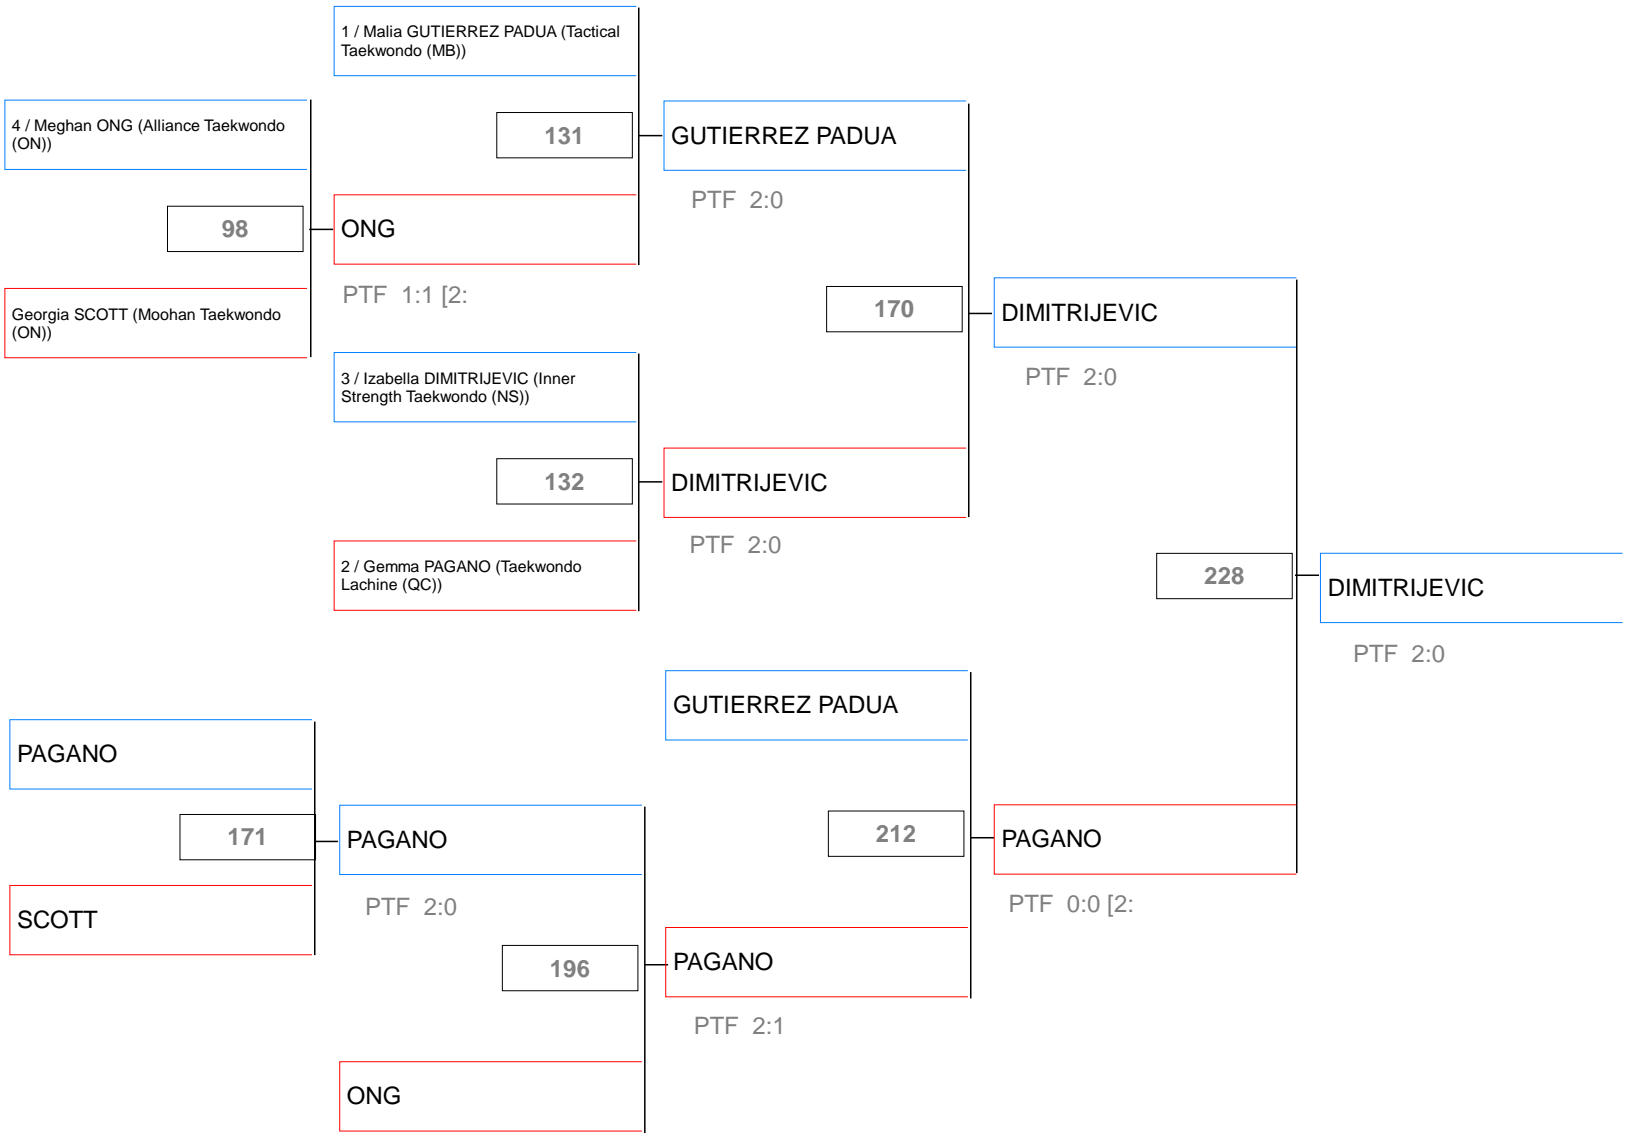 1 / Malia GUTIERREZ PADUA (Tactical
Taekwondo (MB))
4 / Meghan ONG (Alliance Taekwondo
(ON))
131
GUTIERREZ PADUA
PTF 2:0
98
ONG
PTF 1:1 [2:
Georgia SCOTT (Moohan Taekwondo
(ON))
170
DIMITRIJEVIC
PTF 2:0
3 / Izabella DIMITRIJEVIC (Inner
Strength Taekwondo (NS))
132
DIMITRIJEVIC
PTF 2:0
2 / Gemma PAGANO (Taekwondo
Lachine (QC))
228
DIMITRIJEVIC
PTF 2:0
GUTIERREZ PADUA
PAGANO
171
PAGANO
PTF 2:0
SCOTT
212
PAGANO
PTF 0:0 [2:
196
PAGANO
PTF 2:1
ONG